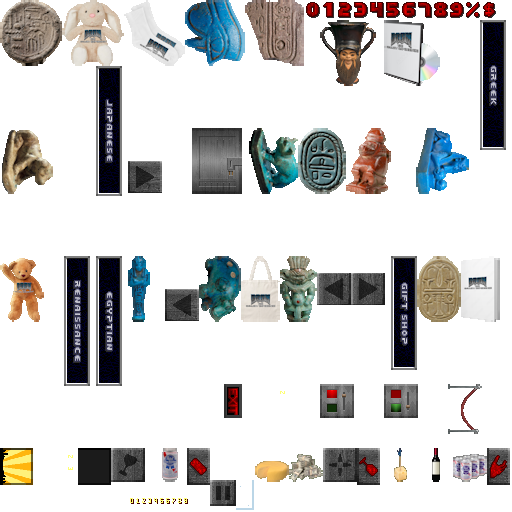 0123456789%$
JAPANESE
GREEK
RENAISSANCE
EGYPTIAN
GIFT SHOP
EXIT
0123456789